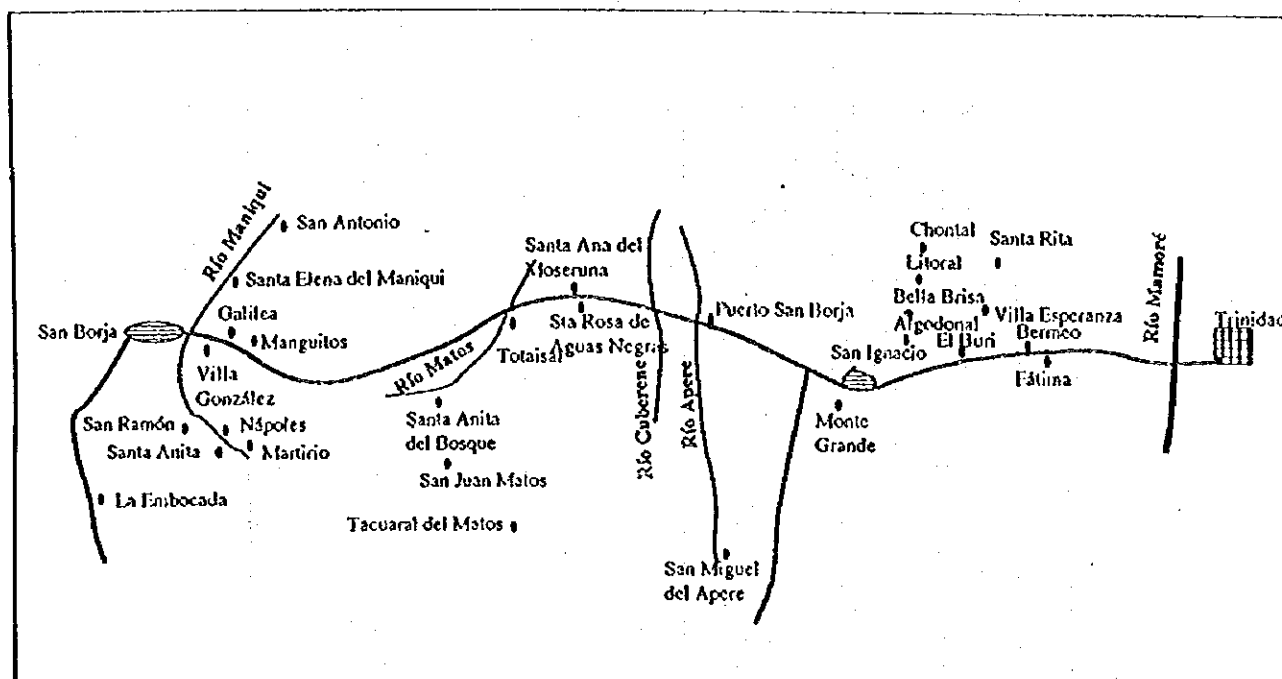 Río Maniqui
San Antonio
Santa Elena del Maniqui
San Borja
Galilea
Manguitos
Villa
González
San Ramón
Nápoles
Santa Anita
Martirio
La Embocada
Santa Ana del
Río Matos
Totaisal
Sta Rosa de
Aguas Negras
Santa Anita
del Bosque
San Juan Matos
Tacuaral del Matos
Río Cuberene
Río Apere
Puerto San Borja
San Miguel
del Apere
Chontal
Litoral
Santa Rita
Bella Brisa
Algodonal
Villa Esperanza
San Ignacio
El Buri
Bermeo
Fátima
Monte
Grande
Río Mamoré
Trinidad